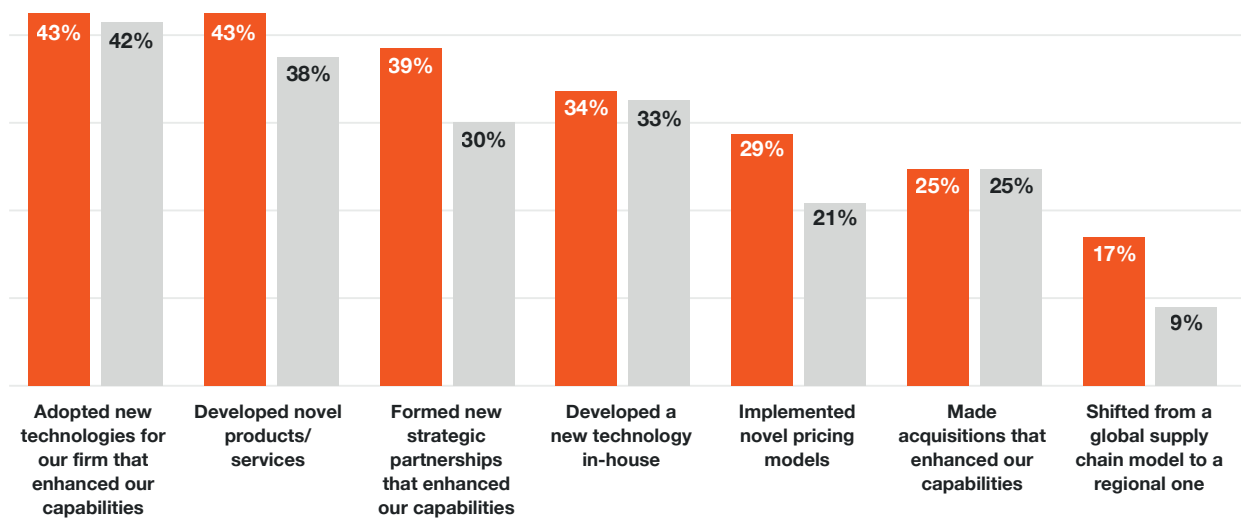 43%
42%
43%
38%
39%
30%
34%
33%
29%
21%
25%
25%
17%
9%
Adopted new
technologies for
our firm that
enhanced our
capabilities
Developed novel
products/
services
Formed new
strategic
partnerships
that enhanced
our capabilities
Developed a
new technology
in-house
Implemented
novel pricing
models
Made
acquisitions that
enhanced our
capabilities
Shifted from a
global supply
chain model to a
regional one